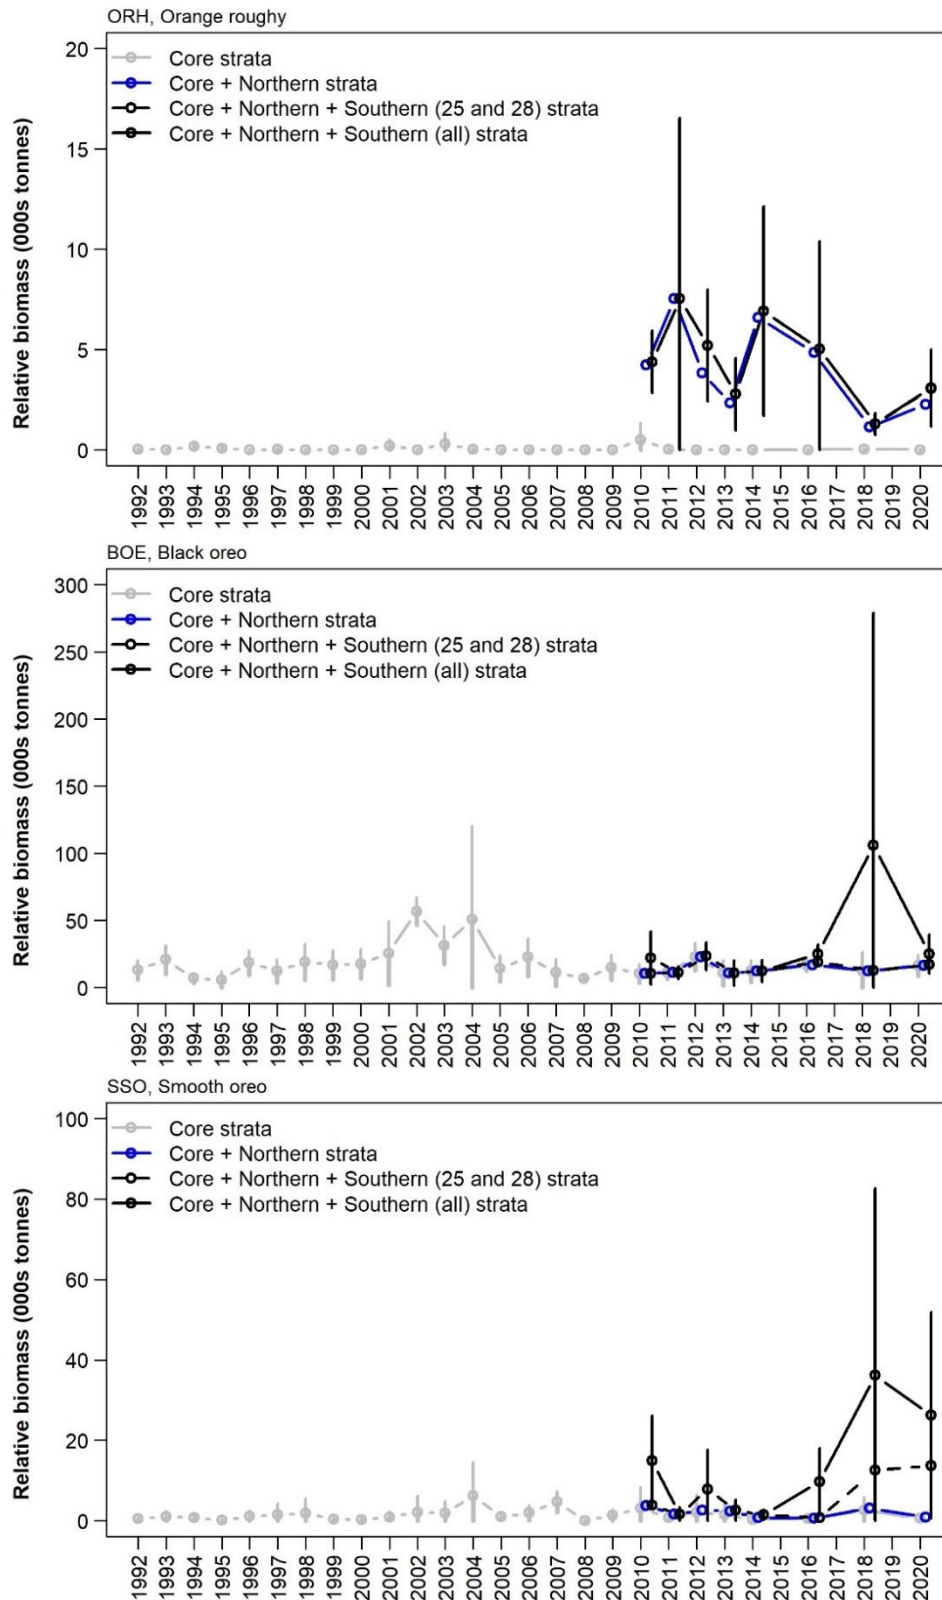 ORH, Orange roughy
Relative biomass (000s tonnes)
20
15
10
5
0
Core strata
Core + Northern strata
Core + Northern + Southern (25 and 28) strata
Core + Northern + Southern (all) strata
1992 1993 1994 1995 1996 1997 1998 1999 2000 2001 2002 2003 2004 2005 2006 2007 2008 2009 2010 2011 2012 2013 2014 2015 2016 2017 2018 2019 2020
BOE, Black oreo
Relative biomass (000s tonnes)
300
250
200
150
100
50
0
Core strata
Core + Northern strata
Core + Northern + Southern (25 and 28) strata
Core + Northern + Southern (all) strata
1992 1993 1994 1995 1996 1997 1998 1999 2000 2001 2002 2003 2004 2005 2006 2007 2008 2009 2010 2011 2012 2013 2014 2015 2016 2017 2018 2019 2020
SSO, Smooth oreo
Relative biomass (000s tonnes)
100
80
60
40
20
0
Core strata
Core + Northern strata
Core + Northern + Southern (25 and 28) strata
Core + Northern + Southern (all) strata
1992 1993 1994 1995 1996 1997 1998 1999 2000 2001 2002 2003 2004 2005 2006 2007 2008 2009 2010 2011 2012 2013 2014 2015 2016 2017 2018 2019 2020